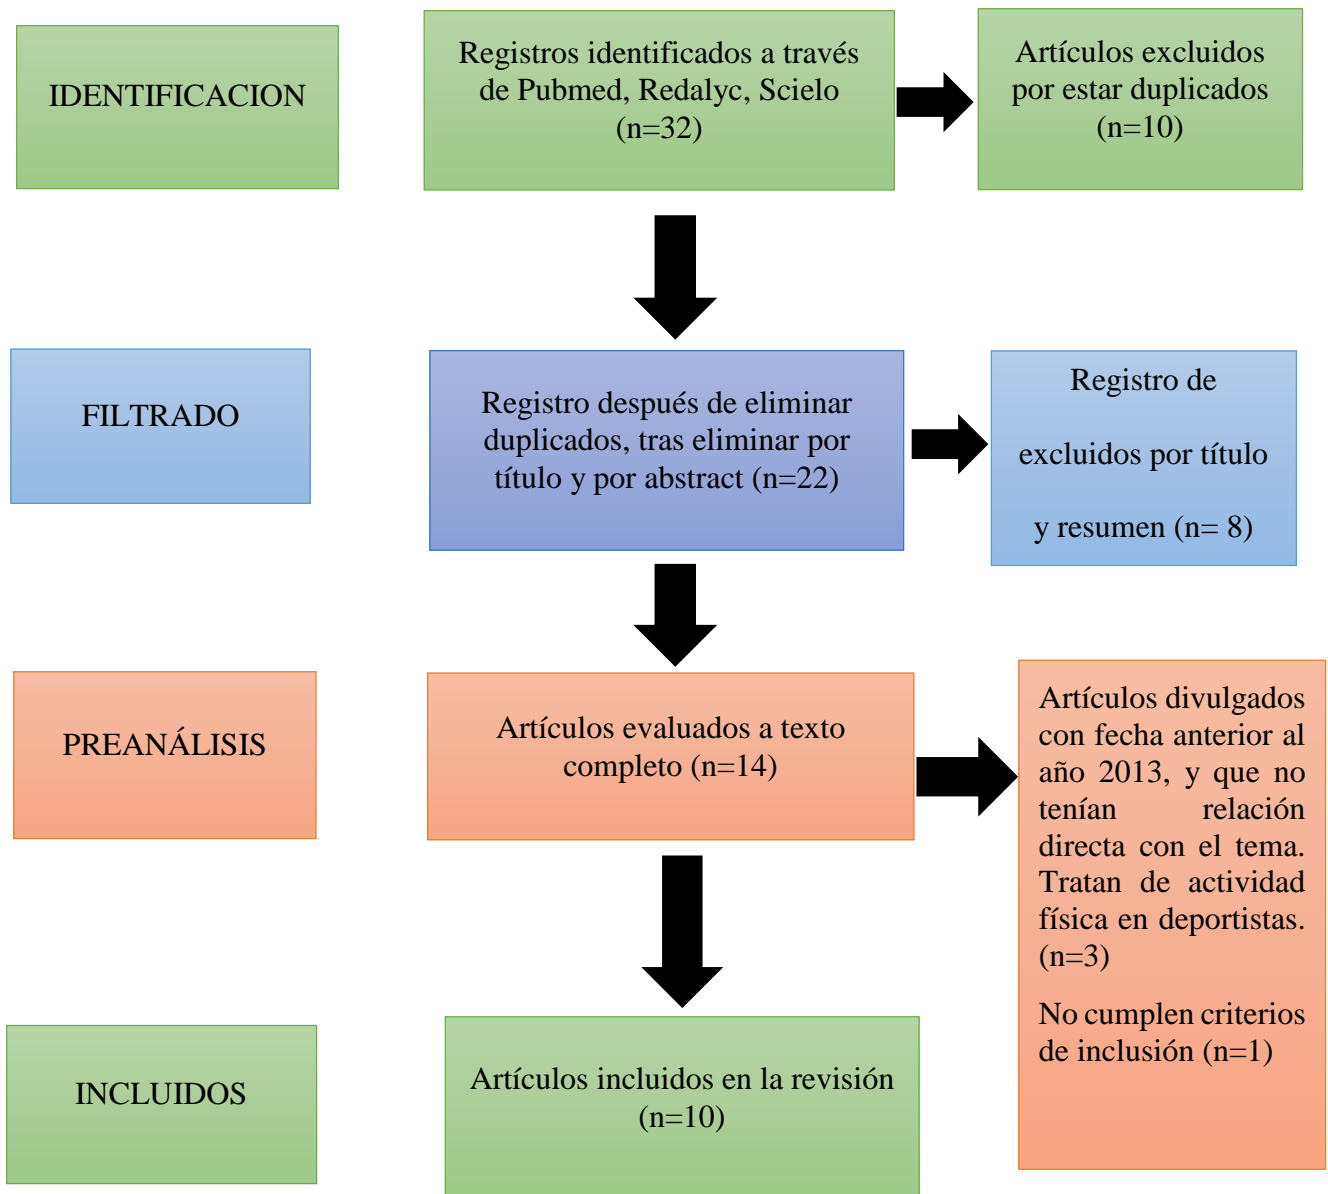 IDENTIFICACION
Registros identificados a través
de Pubmed, Redalyc, Scielo
(n=32)
Artículos excluidos
por estar duplicados
(n=10)
FILTRADO
Registro después de eliminar
duplicados, tras eliminar por
título y por abstract (n=22)
Registro de
excluidos por título
y resumen (n= 8)
PREANÁLISIS
Artículos evaluados a texto
completo (n=14)
Artículos divulgados
con fecha anterior al
año 2013, y que no
tenían relación
directa con el tema.
Tratan de actividad
física en deportistas.
(n=3)
No cumplen criterios
de inclusión (n=1)
INCLUIDOS
Artículos incluidos en la revisión
(n=10)